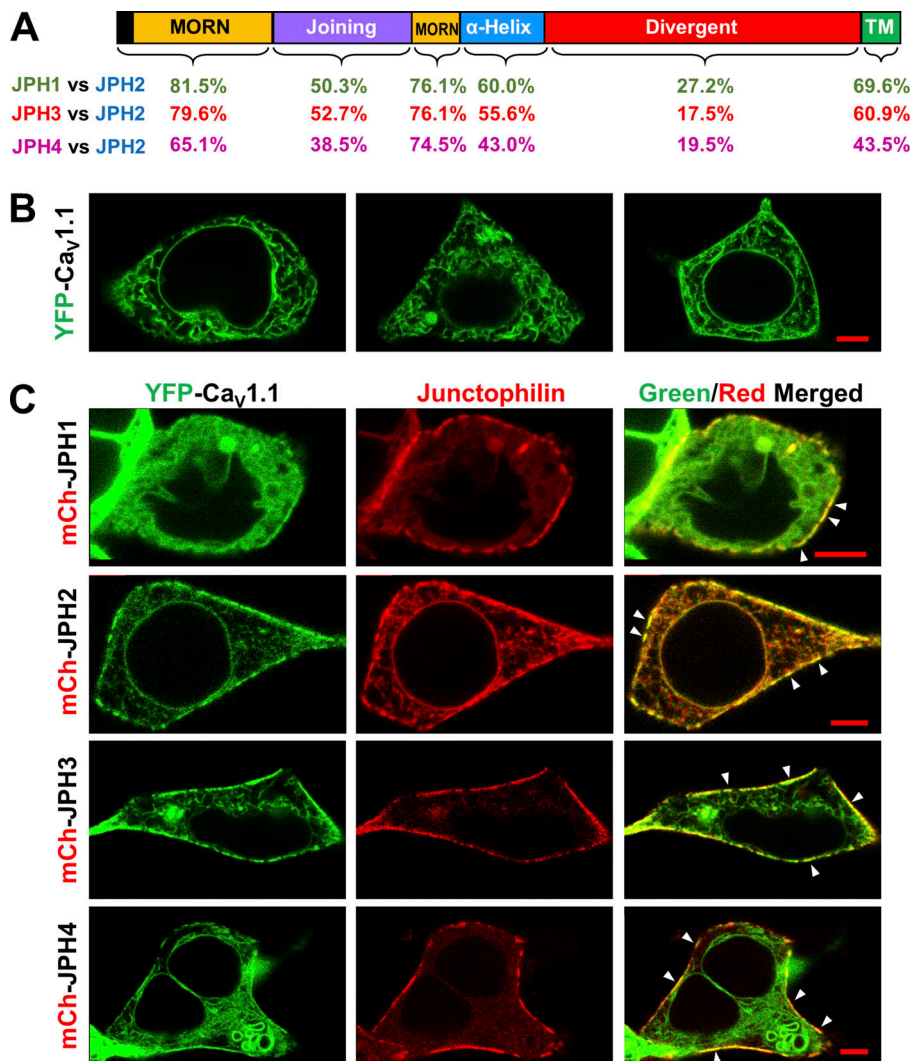 A
MORN Joining MORN α-Helix Divergent TM
JPH1 vs JPH2 81.5% 50.3% 76.1% 60.0% 27.2% 69.6%
JPH3 vs JPH2 79.6% 52.7% 76.1% 55.6% 17.5% 60.9%
JPH4 vs JPH2 65.1% 38.5% 74.5% 43.0% 19.5% 43.5%
B
YFP-CaV1.1
C
YFP-CaV1.1 Junctophilin Green/Red Merged
mCh-JPH1
mCh-JPH2
mCh-JPH3
mCh-JPH4